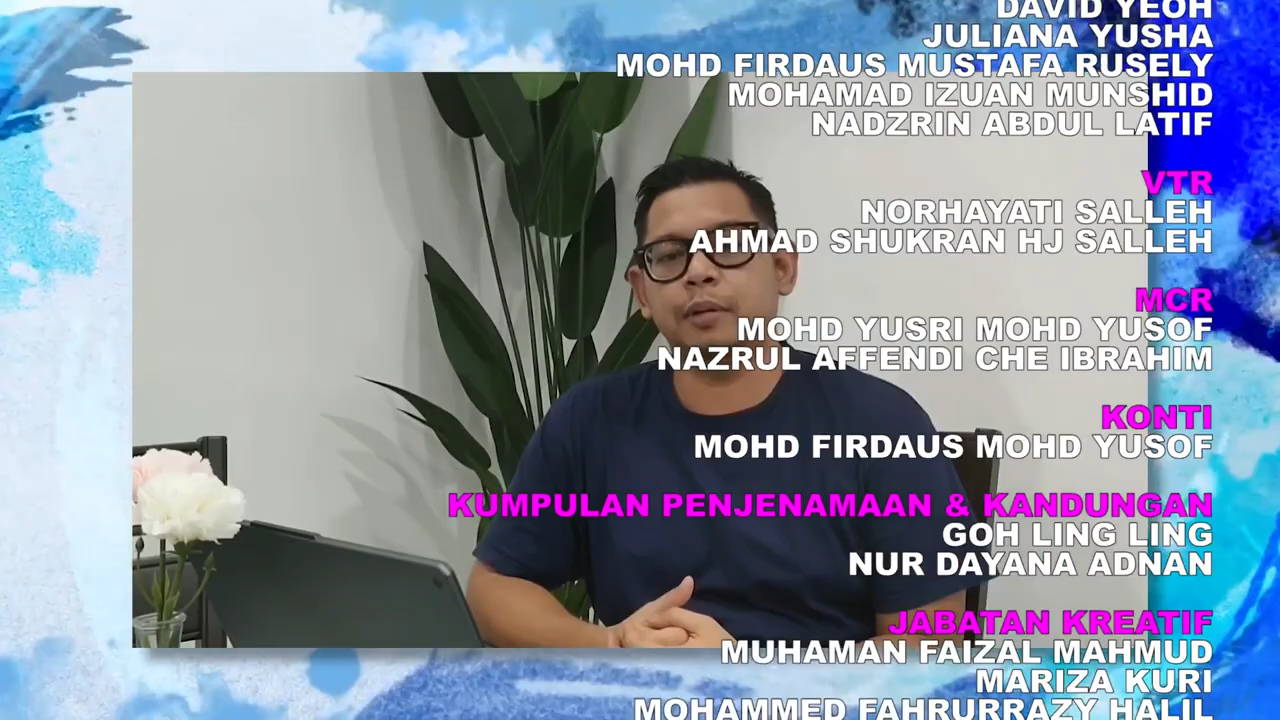 DAVID YEOH
JULIANA YUSHA
MOHD FIRDAUS MUSTAFA RUSELY
MOHAMAD IZUAN MUNSHID
NADZRIN ABDUL LATIF
VTR
NORHAYATI SALLEH
AHMAD SHUKRAN HJ SALLEH
MCR
MOHD YUSRI MOHD YUSOF
NAZRUL AFFENDI CHE IBRAHIM
KONTI
MOHD FIRDAUS MOHD YUSOF
KUMPULAN PENJENAMAAN & KANDUNGAN
GOH LING LING
NUR DAYANA ADNAN
JABATAN KREATIF
MUHAMAN FAIZAL MAHMUD
MARIZA KURI
MOHAMMED FAHRURRAZY HALIL